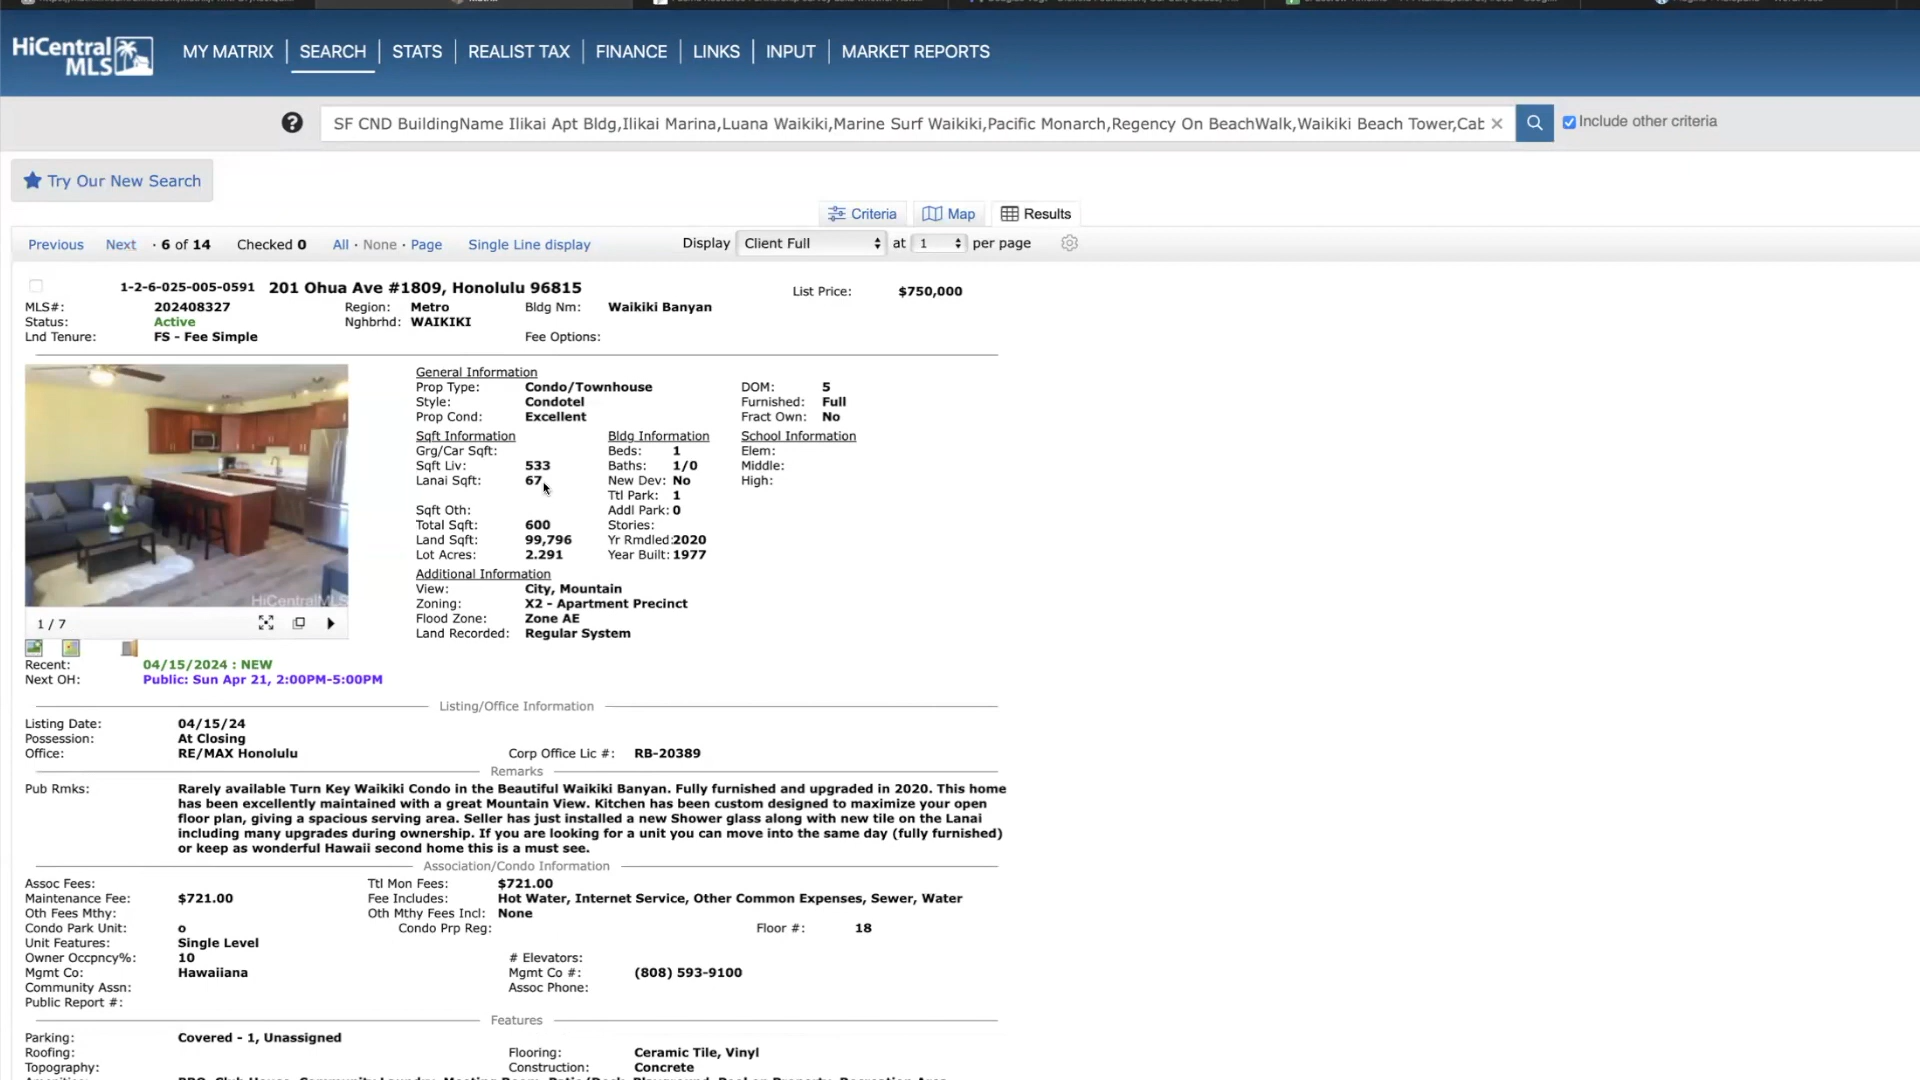 HiCentral
MLS
MY MATRIX SEARCH STATS REALIST TAX FINANCE LINKS INPUT MARKET REPORTS
SF CND BuildingName Ilikai Apt Bldg,Ilikai Marina,Luana Waikiki,Marine Surf Waikiki,Pacific Monarch,Regency On BeachWalk,Waikiki Beach Tower,Cab
Include other criteria
Try Our New Search
Criteria Map Results
Previous Next · 6 of 14 Checked 0 All · None · Page Single Line display Display Client Full at 1 per page
1-2-6-025-005-0591 201 Ohua Ave #1809, Honolulu 96815 List Price: $750,000
MLS#: 202408327 Region: Metro Bldg Nm: Waikiki Banyan
Status: Active Nghbrhd: WAIKIKI
Lnd Tenure: FS - Fee Simple Fee Options:
General Information
Prop Type: Condo/Townhouse DOM: 5
Style: Condotel Furnished: Full
Prop Cond: Excellent Fract Own: No
Sqft Information Bldg Information School Information
Grg/Car Sqft: Beds: 1 Elem:
Sqft Liv: 533 Baths: 1/0 Middle:
Lanai Sqft: 67 New Dev: No High:
Ttl Park: 1
Sqft Oth: Addl Park: 0
Total Sqft: 600 Stories:
Land Sqft: 99,796 Yr Rmdled: 2020
Lot Acres: 2.291 Year Built: 1977
Additional Information
View: City, Mountain
Zoning: X2 - Apartment Precinct
Flood Zone: Zone AE
Land Recorded: Regular System
HiCentralMLS
1 / 7
Recent: 04/15/2024 : NEW
Next OH: Public: Sun Apr 21, 2:00PM-5:00PM
Listing/Office Information
Listing Date: 04/15/24
Possession: At Closing
Office: RE/MAX Honolulu Corp Office Lic #: RB-20389
Remarks
Pub Rmks: Rarely available Turn Key Waikiki Condo in the Beautiful Waikiki Banyan. Fully furnished and upgraded in 2020. This home
has been excellently maintained with a great Mountain View. Kitchen has been custom designed to maximize your open
floor plan, giving a spacious serving area. Seller has just installed a new Shower glass along with new tile on the Lanai
including many upgrades during ownership. If you are looking for a unit you can move into the same day (fully furnished)
or keep as wonderful Hawaii second home this is a must see.
Association/Condo Information
Assoc Fees: Ttl Mon Fees: $721.00
Maintenance Fee: $721.00 Fee Includes: Hot Water, Internet Service, Other Common Expenses, Sewer, Water
Oth Fees Mthy: Oth Mthy Fees Incl: None
Condo Park Unit: o Condo Prp Reg: Floor #: 18
Unit Features: Single Level
Owner Occpncy%: 10 # Elevators:
Mgmt Co: Hawaiiana Mgmt Co #: (808) 593-9100
Community Assn: Assoc Phone:
Public Report #:
Features
Parking: Covered - 1, Unassigned
Roofing: Flooring: Ceramic Tile, Vinyl
Topography: Construction: Concrete